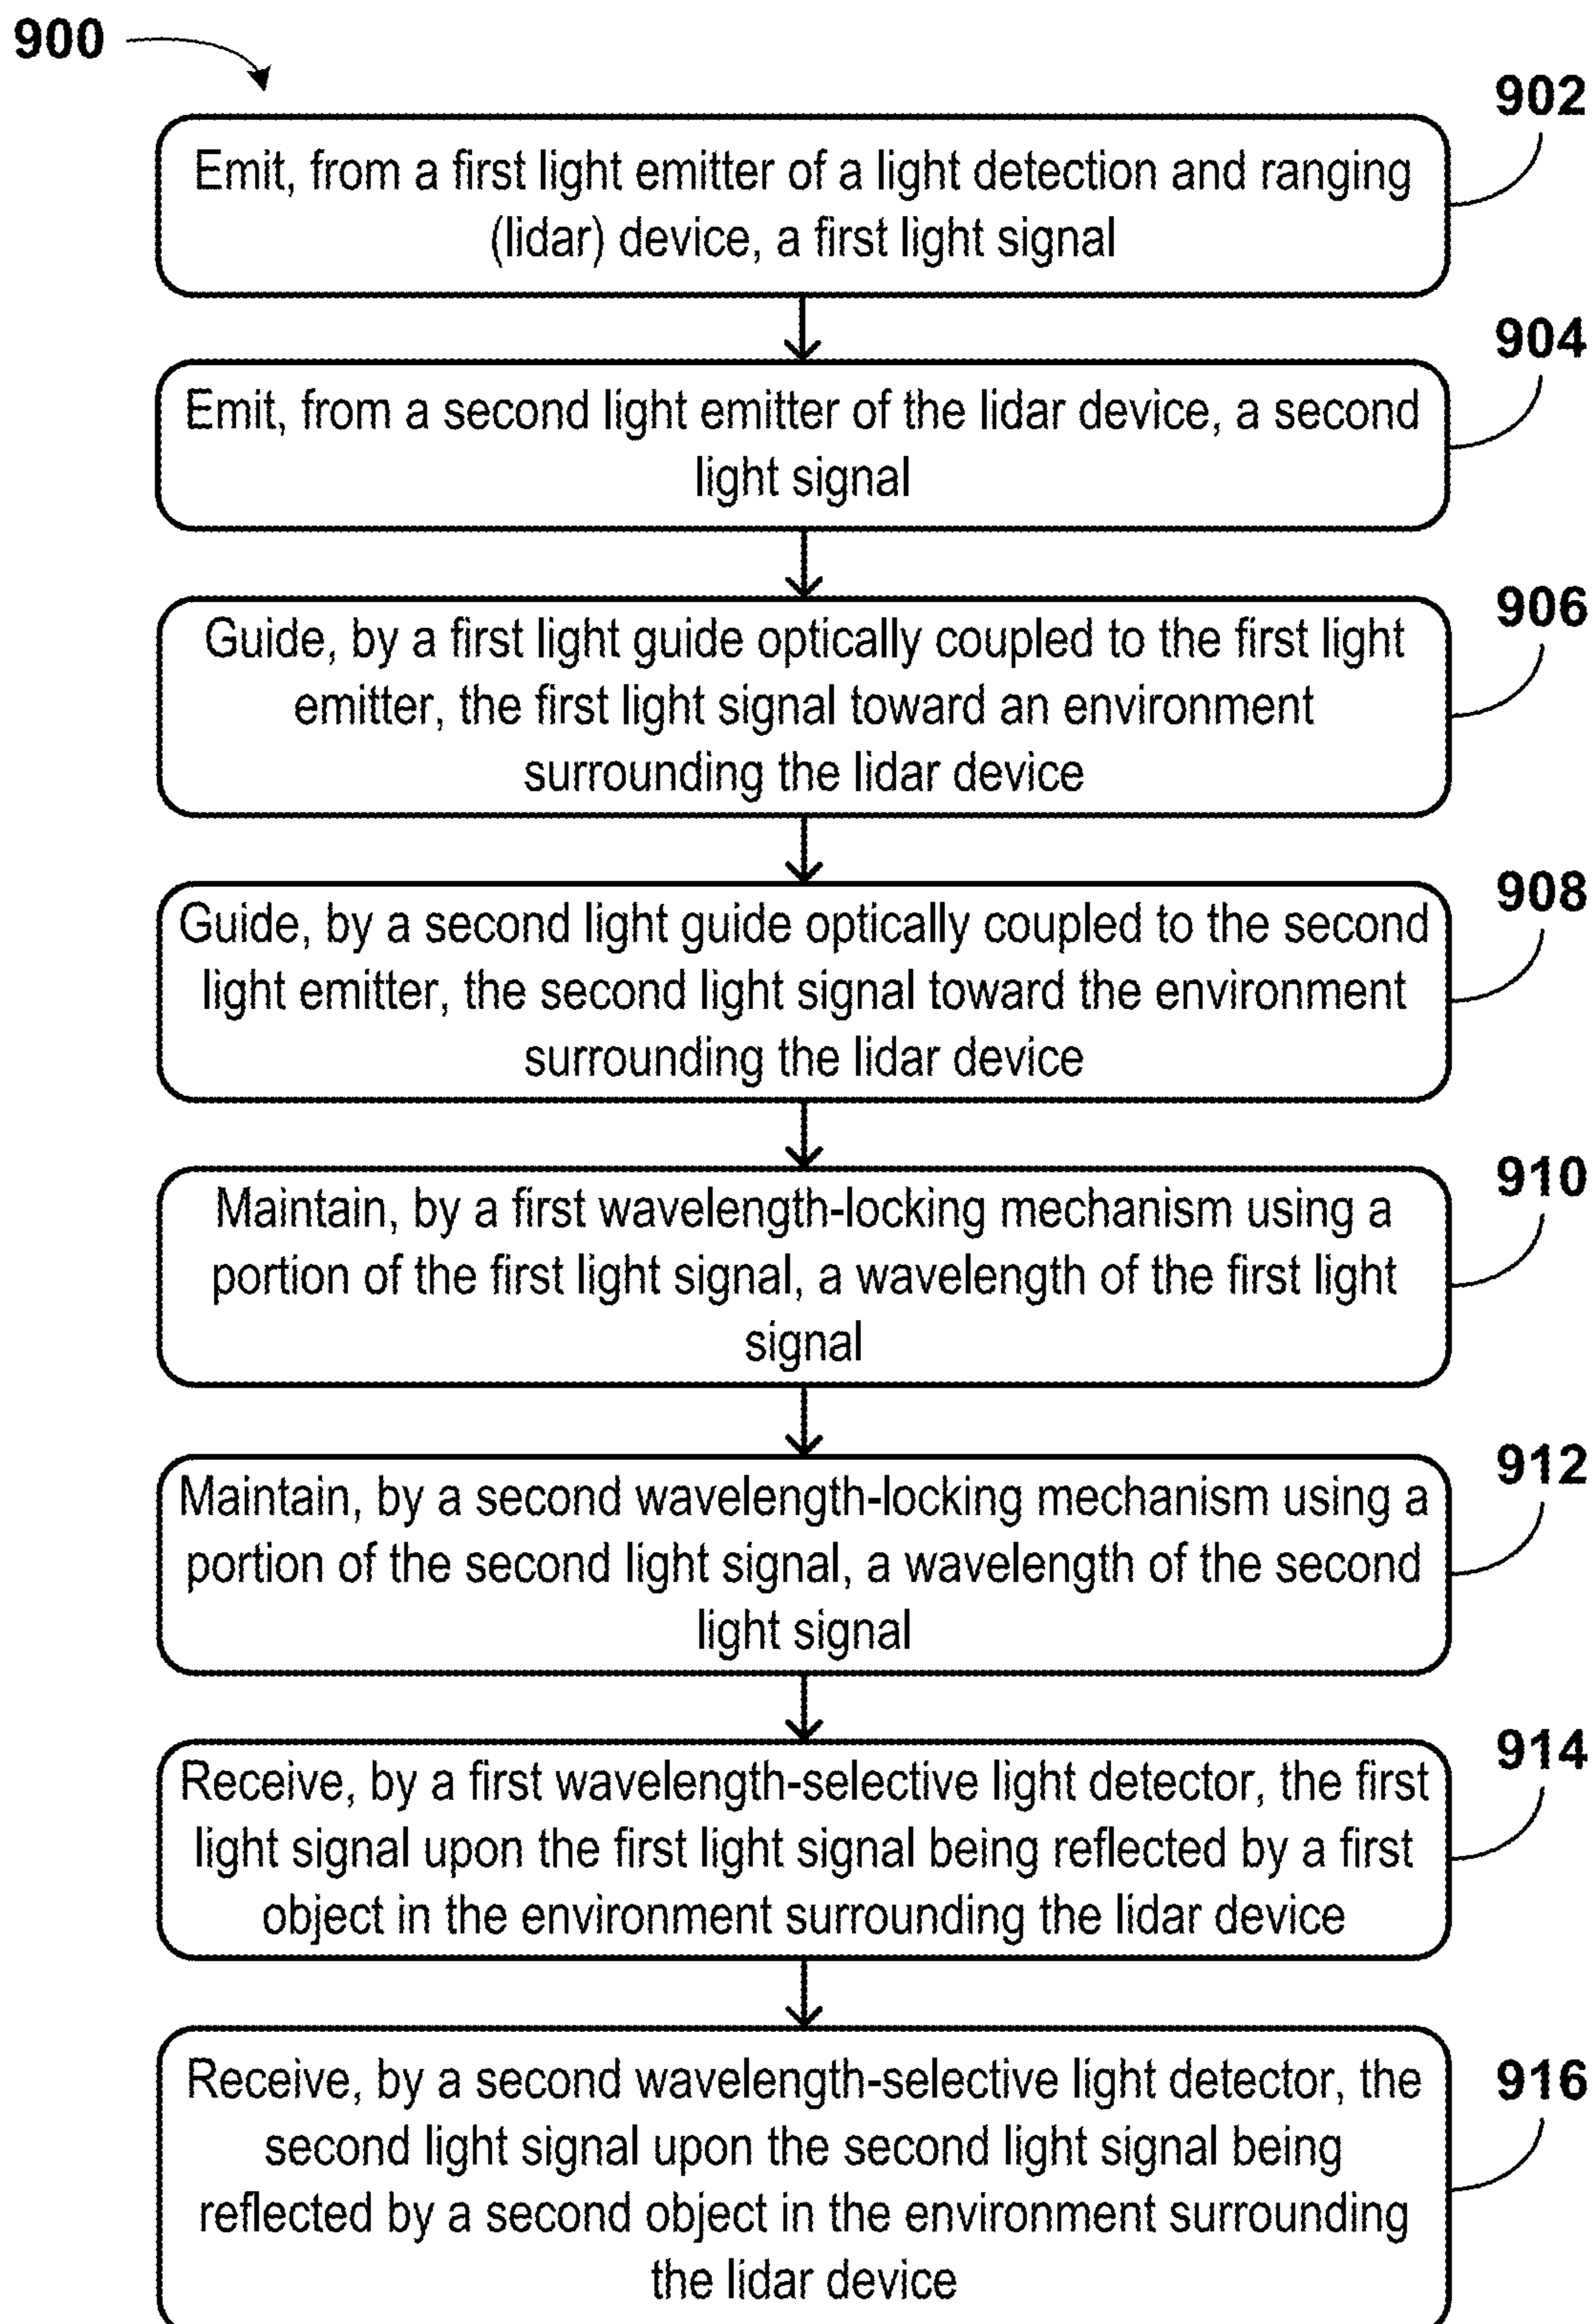 900
902
Emit, from a first light emitter of a light detection and ranging
(lidar) device, a first light signal
904
Emit, from a second light emitter of the lidar device, a second
light signal
906
Guide, by a first light guide optically coupled to the first light
emitter, the first light signal toward an environment
surrounding the lidar device
908
Guide, by a second light guide optically coupled to the second
light emitter, the second light signal toward the environment
surrounding the lidar device
910
Maintain, by a first wavelength-locking mechanism using a
portion of the first light signal, a wavelength of the first light
signal
912
Maintain, by a second wavelength-locking mechanism using a
portion of the second light signal, a wavelength of the second
light signal
914
Receive, by a first wavelength-selective light detector, the first
light signal upon the first light signal being reflected by a first
object in the environment surrounding the lidar device
916
Receive, by a second wavelength-selective light detector, the
second light signal upon the second light signal being
reflected by a second object in the environment surrounding
the lidar device